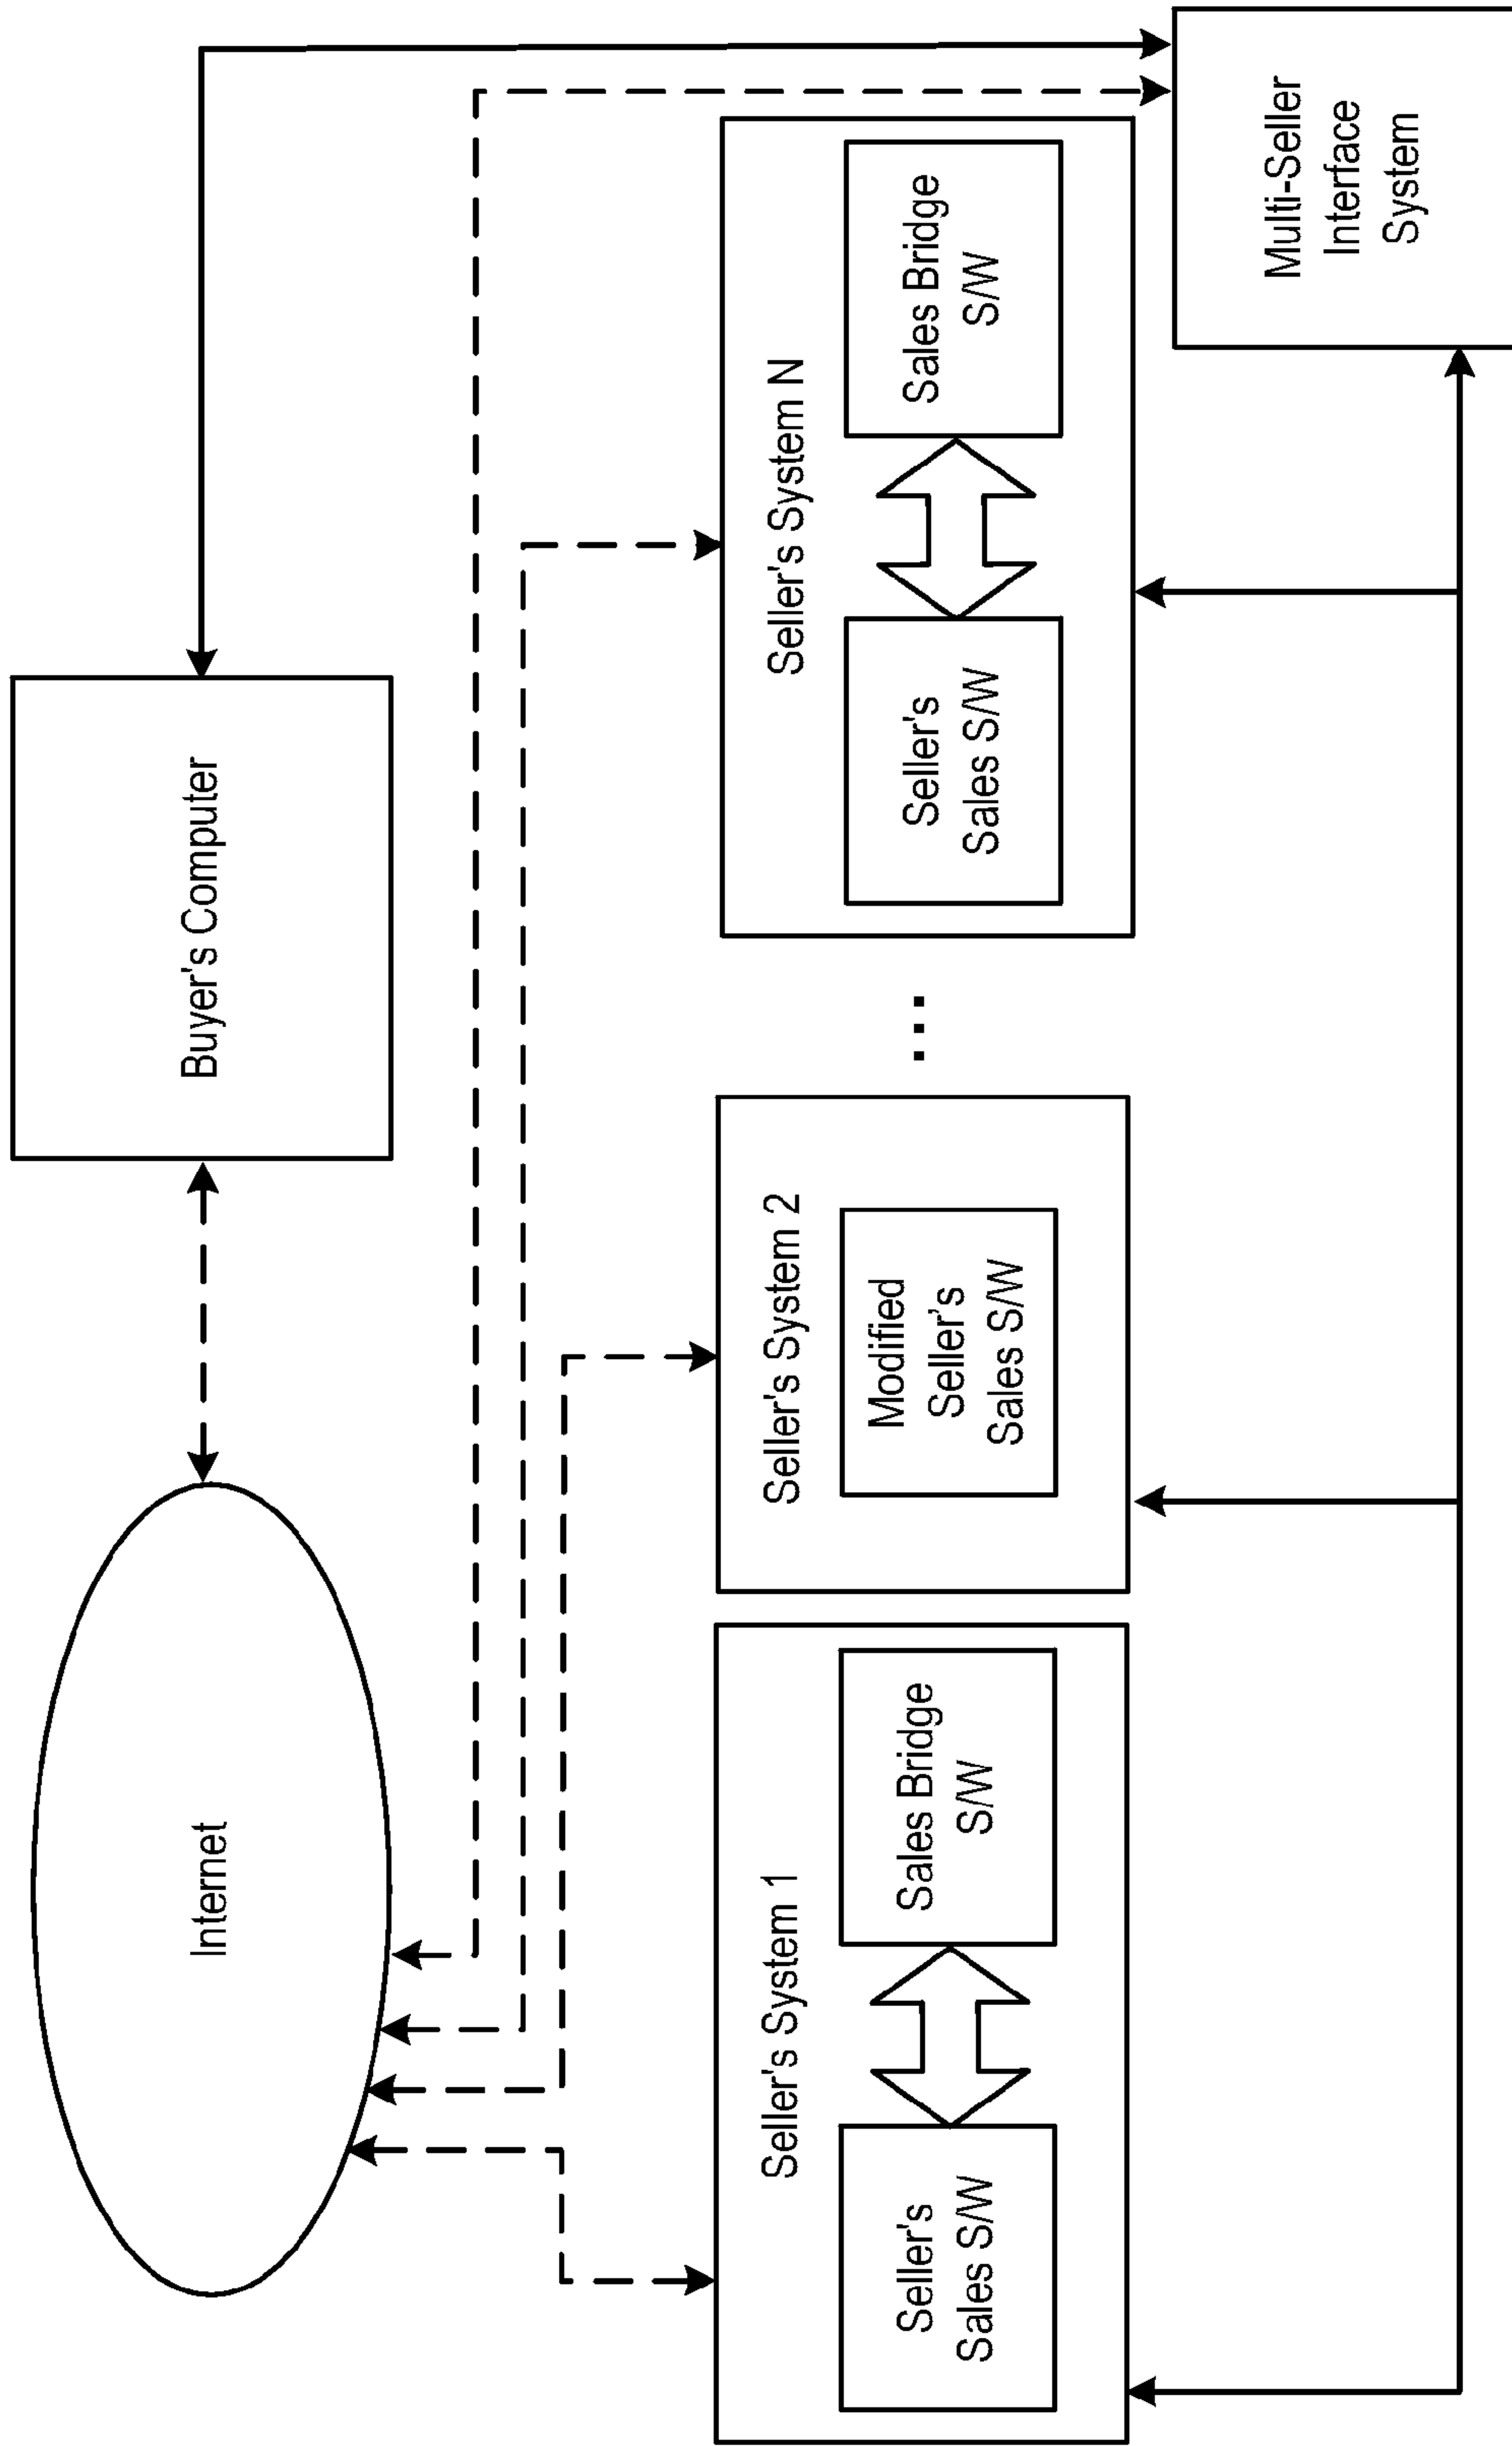 Internet
Buyer's Computer
Seller's System 1
Seller's
Sales S/W
Sales Bridge
S/W
Seller's System 2
Modified
Seller's
Sales S/W
...
Seller's System N
Seller's
Sales S/W
Sales Bridge
S/W
Multi-Seller
Interface
System